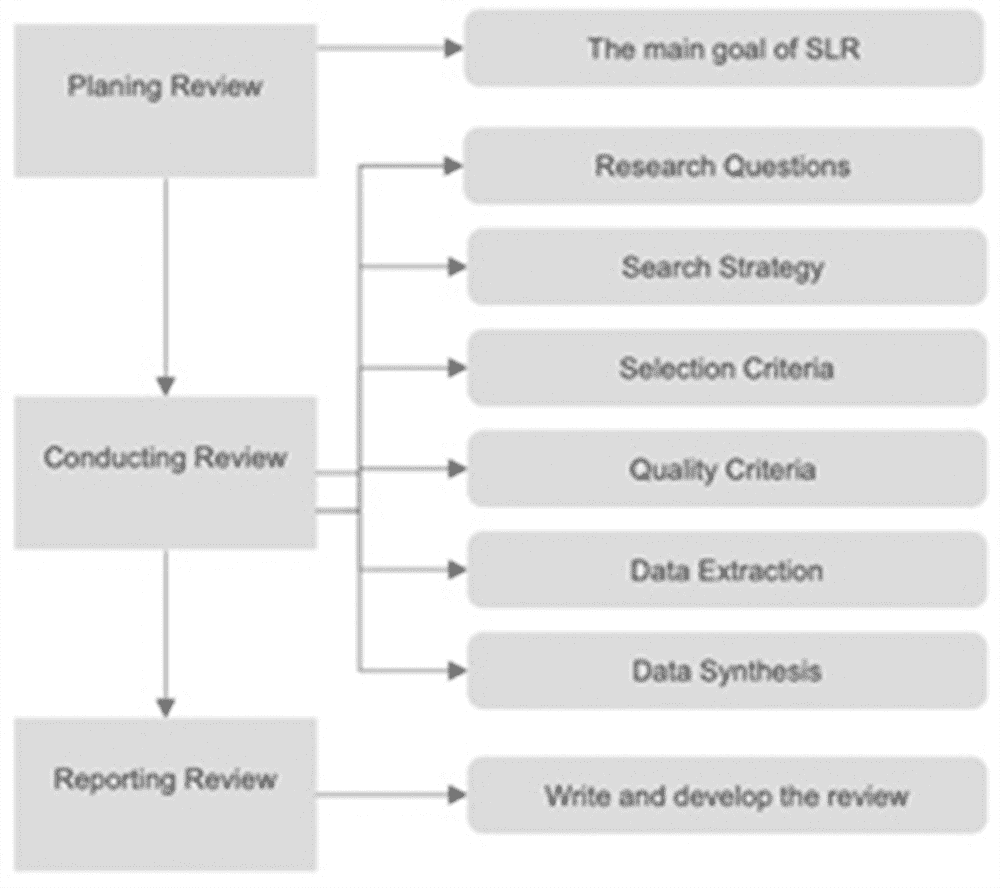 Planing Review
The main goal of SLR
Research Questions
Search Strategy
Selection Criteria
Conducting Review
Quality Criteria
Data Extraction
Data Synthesis
Reporting Review
Write and develop the review